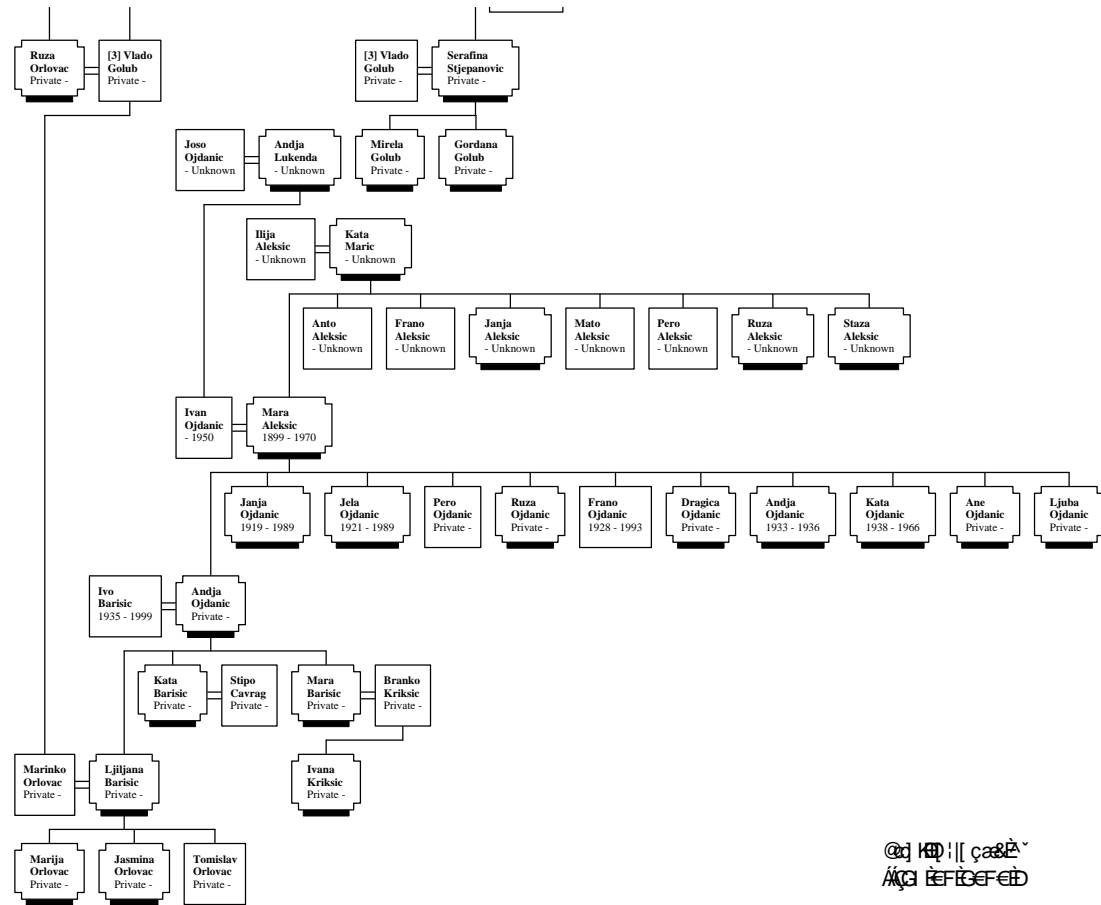 Ruza
Orlovac
Private -
[3] Vlado
Golub
Private -
[3] Vlado
Golub
Private -
Serafina
Stjepanovic
Private -
Joso
Ojdanic
- Unknown
Andja
Lukenda
- Unknown
Mirela
Golub
Private -
Gordana
Golub
Private -
Ilija
Aleksic
- Unknown
Kata
Maric
- Unknown
Anto
Aleksic
- Unknown
Frano
Aleksic
- Unknown
Janja
Aleksic
- Unknown
Mato
Aleksic
- Unknown
Pero
Aleksic
- Unknown
Ruza
Aleksic
- Unknown
Staza
Aleksic
- Unknown
Ivan
Ojdanic
- 1950
Mara
Aleksic
1899 - 1970
Janja
Ojdanic
1919 - 1989
Jela
Ojdanic
1921 - 1989
Pero
Ojdanic
Private -
Ruza
Ojdanic
Private -
Frano
Ojdanic
1928 - 1993
Dragica
Ojdanic
Private -
Andja
Ojdanic
1933 - 1936
Kata
Ojdanic
1938 - 1966
Ane
Ojdanic
Private -
Ljuba
Ojdanic
Private -
Ivo
Barisic
1935 - 1999
Andja
Ojdanic
Private -
Kata
Barisic
Private -
Stipo
Cavrag
Private -
Mara
Barisic
Private -
Branko
Kriksic
Private -
Marinko
Orlovac
Private -
Ljiljana
Barisic
Private -
Ivana
Kriksic
Private -
Marija
Orlovac
Private -
Jasmina
Orlovac
Private -
Tomislav
Orlovac
Private -